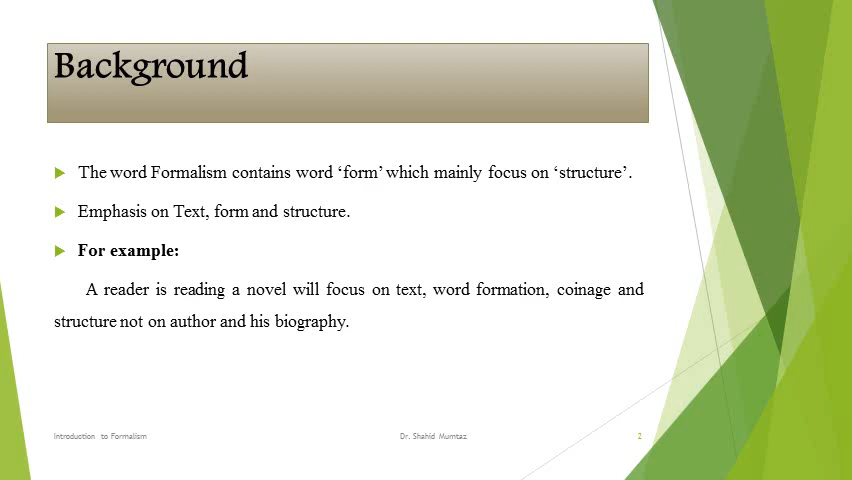 Background
The word Formalism contains word ‘form’ which mainly focus on ‘structure’.
Emphasis on Text, form and structure.
For example:
A reader is reading a novel will focus on text, word formation, coinage and
structure not on author and his biography.
Introduction to Formalism
Dr. Shahid Mumtaz
2